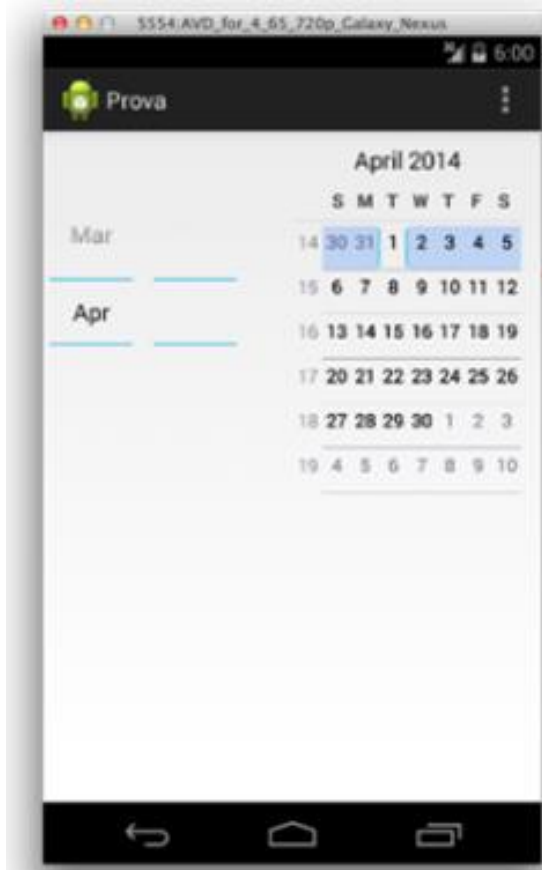 5554:AVD_for_4_65_720p_Galaxy_Nexus
6:00
Prova
April 2014
S M T W T F S
Mar
14 30 31 1 2 3 4 5
15 6 7 8 9 10 11 12
Apr
16 13 14 15 16 17 18 19
17 20 21 22 23 24 25 26
18 27 28 29 30 1 2 3
19 4 5 6 7 8 9 10